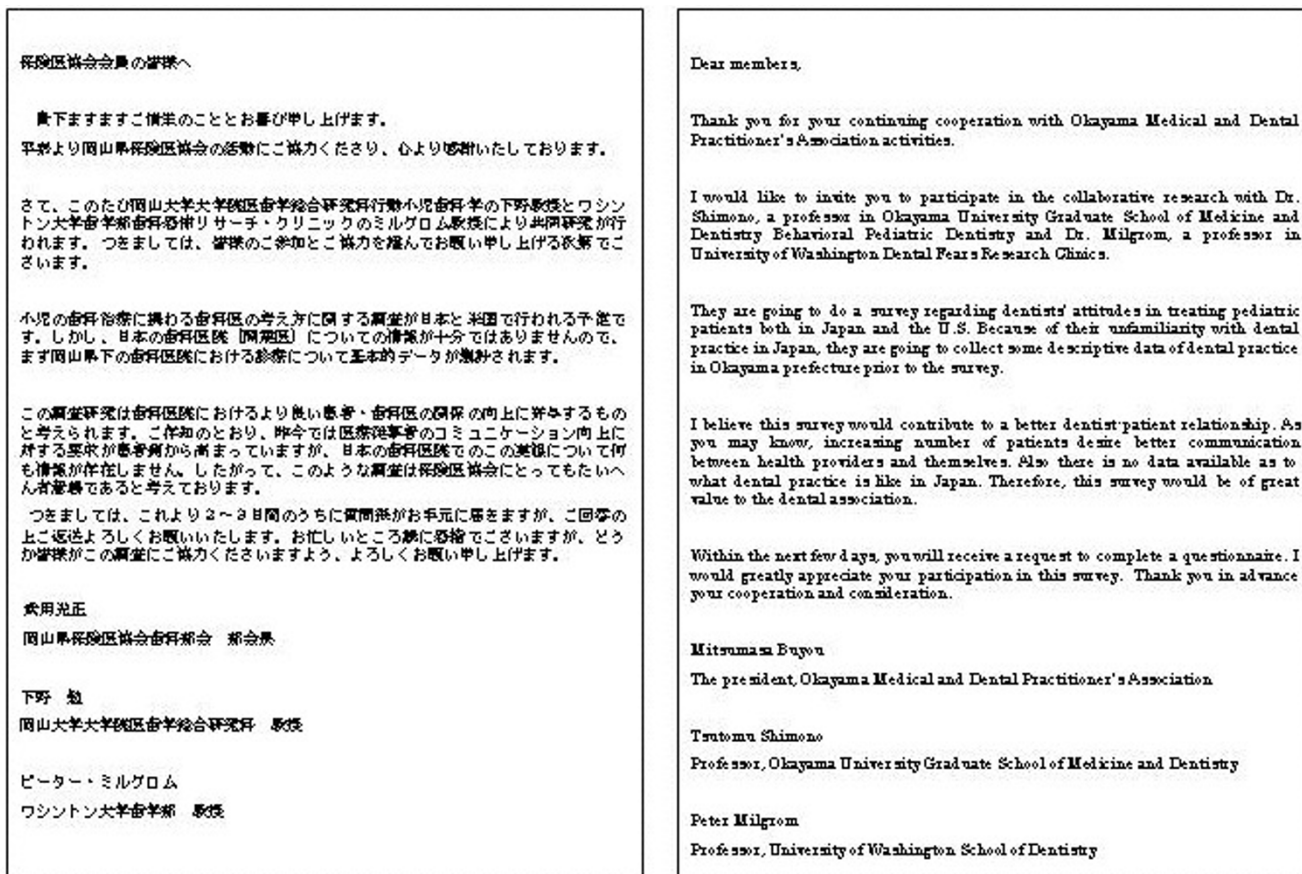 保険医協会会員の皆様へ
貴下ますますご清栄のこととお喜び申し上げます。
平素より岡山県保険医協会の活動にご協力くださり、心より感謝いたしております。
さて、このたび岡山大学大学院医歯学総合研究科行動小児歯科学の下野教授とワシン
トン大学歯学部歯科恐怖リサーチ・クリニックのミルグロム教授により共同研究が行
われます。つきましては、皆様のご参加とご協力を謹んでお願い申し上げる次第でご
ざいます。
小児の歯科治療に携わる歯科医の考え方に関する調査が日本と米国で行われる予定で
す。しかし、日本の歯科医院（開業医）についての情報が十分ではありませんので、
まず岡山県下の歯科医院における診療について基本的データが集計されます。
この調査研究は歯科医院におけるより良い患者・歯科医の関係の向上に寄与するもの
と考えられます。ご存知のとおり、昨今では医療従事者のコミュニケーション向上に
対する要求が患者側から高まっていますが、日本の歯科医院でのこの実態について何
も情報が存在しません。したがって、このような調査は保険医協会にとってもたいへ
ん有意義であると考えております。
つきましては、これより2～3日間のうちに質問票がお手元に届きますが、ご回答の
上ご返送よろしくお願いいたします。お忙しいところ誠に恐縮でございますが、どう
か皆様がこの調査にご協力くださいますよう、よろしくお願い申し上げます。
武用光正
岡山県保険医協会歯科部会　部会長
下野　勉
岡山大学大学院医歯学総合研究科　教授
ピーター・ミルグロム
ワシントン大学歯学部　教授
Dear members,
Thank you for your continuing cooperation with Okayama Medical and Dental
Practitioner's Association activities.
I would like to invite you to participate in the collaborative research with Dr.
Shimono, a professor in Okayama University Graduate School of Medicine and
Dentistry Behavioral Pediatric Dentistry and Dr. Milgrom, a professor in
University of Washington Dental Fears Research Clinics.
They are going to do a survey regarding dentists' attitudes in treating pediatric
patients both in Japan and the U.S. Because of their unfamiliarity with dental
practice in Japan, they are going to collect some descriptive data of dental practice
in Okayama prefecture prior to the survey.
I believe this survey would contribute to a better dentist-patient relationship. As
you may know, increasing number of patients desire better communication
between health providers and themselves. Also there is no data available as to
what dental practice is like in Japan. Therefore, this survey would be of great
value to the dental association.
Within the next few days, you will receive a request to complete a questionnaire. I
would greatly appreciate your participation in this survey. Thank you in advance
your cooperation and consideration.
Mitsumasa Buyou
The president, Okayama Medical and Dental Practitioner's Association
Tsutomu Shimono
Professor, Okayama University Graduate School of Medicine and Dentistry
Peter Milgrom
Professor, University of Washington School of Dentistry